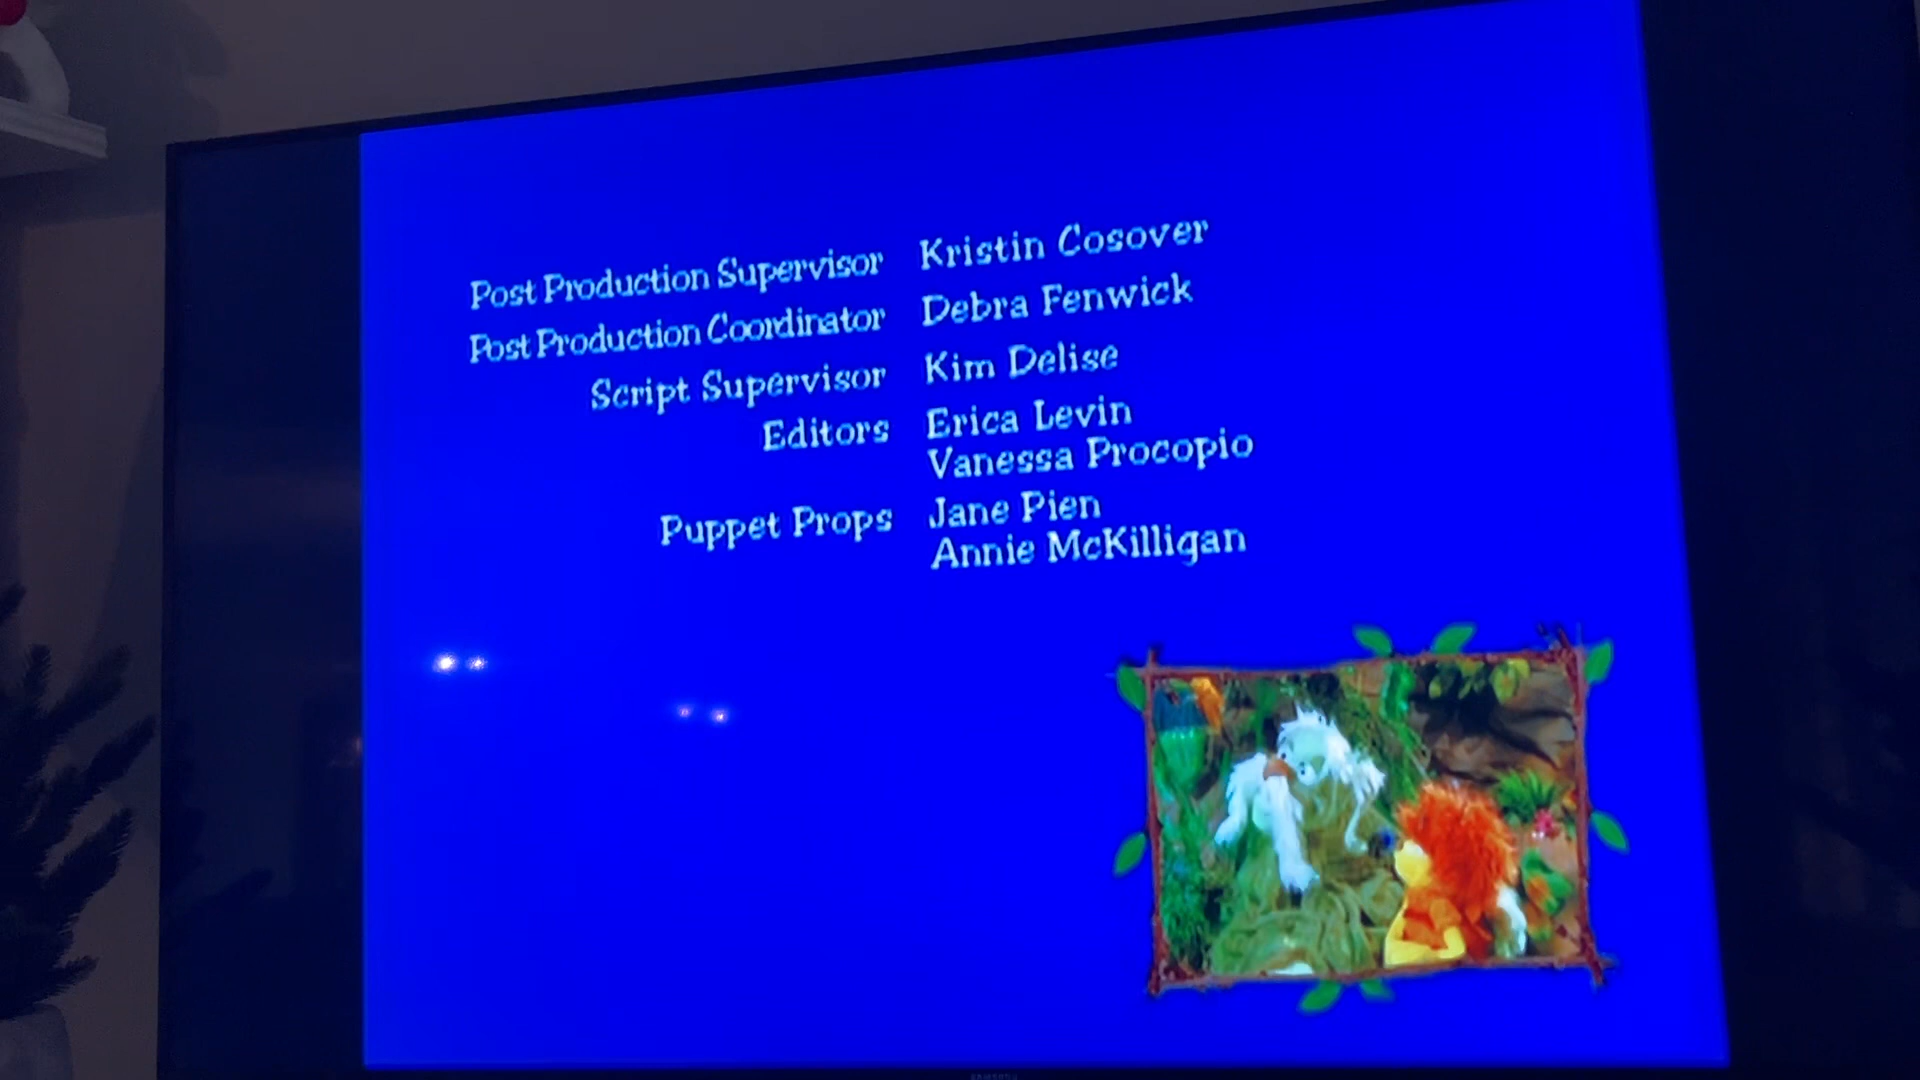 Post Production Supervisor Kristin Cosover
Post Production Coordinator Debra Fenwick
Script Supervisor Kim Delise
Editors Erica Levin
Vanessa Procopio
Puppet Props Jane Pien
Annie McKilligan
SAMSUNG